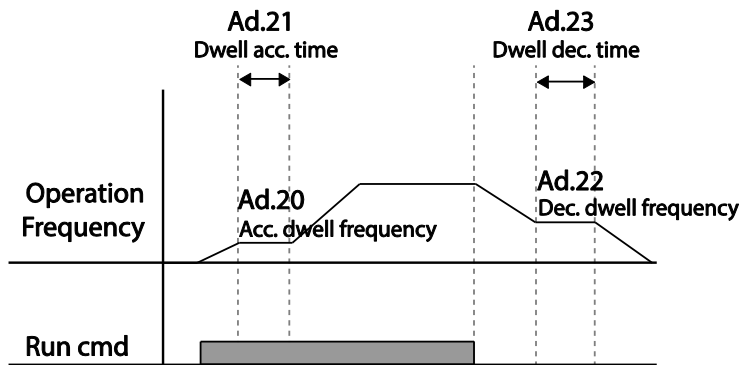 Ad.21
Dwell acc. time
Ad.23
Dwell dec. time
Operation
Frequency
Ad.20
Acc. dwell frequency
Ad.22
Dec. dwell frequency
Run cmd